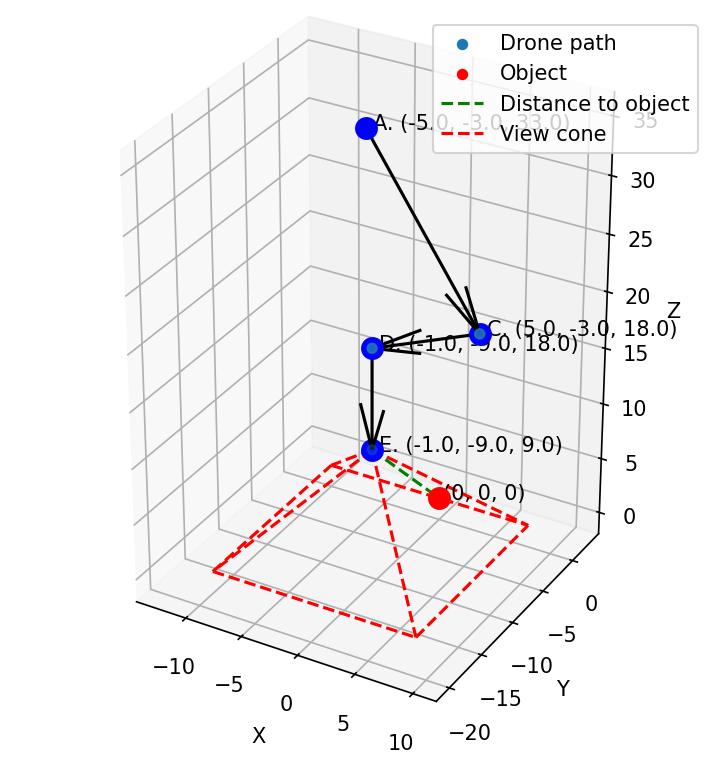 Drone path
Object
Distance to object
View cone
A. (-5.0, -3.0, 33.0)
C. (5.0, -3.0, 18.0)
D. (-1.0, -9.0, 18.0)
E. (-1.0, -9.0, 9.0)
(0, 0, 0)
35
30
25
20
Z
15
10
5
0
0
−5
−10
Y
−15
−20
−10
−5
0
5
10
X